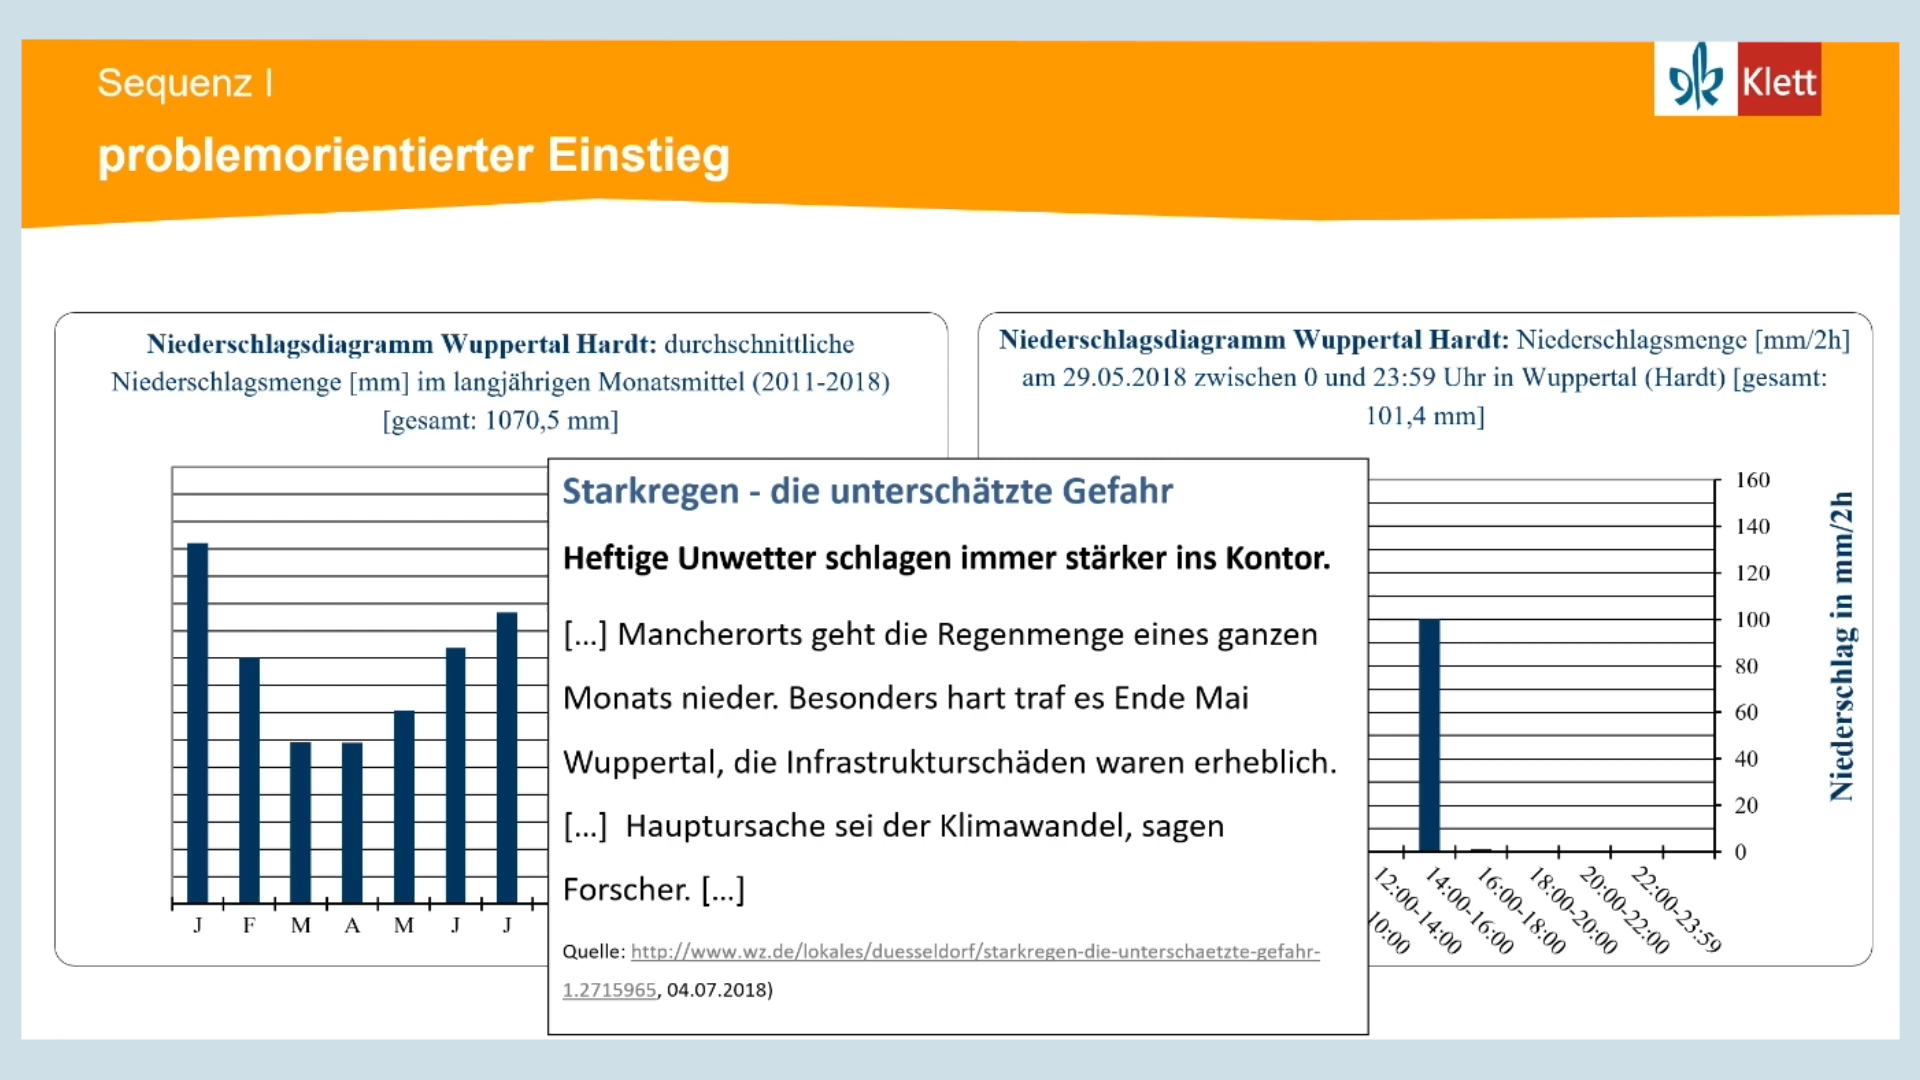 Sequenz I
problemorientierter Einstieg
Klett
Niederschlagsdiagramm Wuppertal Hardt: durchschnittliche
Niederschlagsmenge [mm] im langjährigen Monatsmittel (2011-2018)
[gesamt: 1070,5 mm]
J F M A M J J
Niederschlagsdiagramm Wuppertal Hardt: Niederschlagsmenge [mm/2h]
am 29.05.2018 zwischen 0 und 23:59 Uhr in Wuppertal (Hardt) [gesamt:
101,4 mm]
160
140
120
100
80
60
40
20
0
Niederschlag in mm/2h
10:00
12:00-14:00
14:00-16:00
16:00-18:00
18:00-20:00
20:00-22:00
22:00-23:59
Starkregen - die unterschätzte Gefahr
Heftige Unwetter schlagen immer stärker ins Kontor.
[...] Mancherorts geht die Regenmenge eines ganzen
Monats nieder. Besonders hart traf es Ende Mai
Wuppertal, die Infrastrukturschäden waren erheblich.
[...] Hauptursache sei der Klimawandel, sagen
Forscher. [...]
Quelle: http://www.wz.de/lokales/duesseldorf/starkregen-die-unterschaetzte-gefahr-
1.2715965, 04.07.2018)